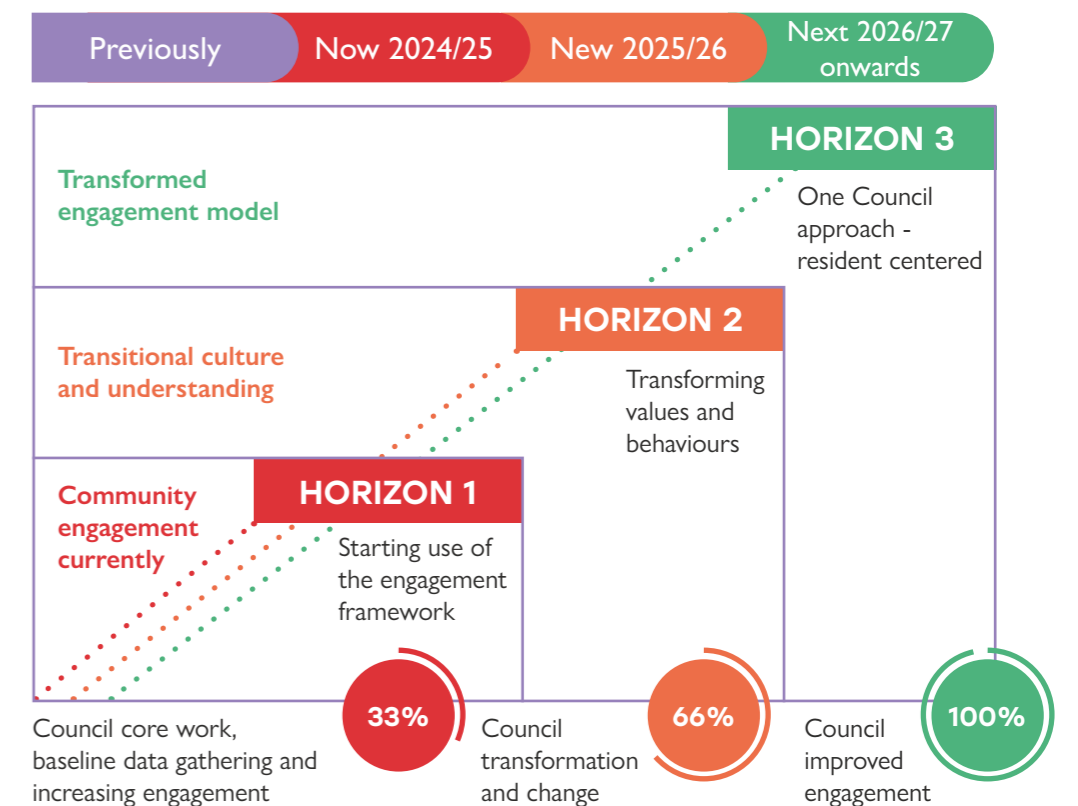 Previously
Now 2024/25
New 2025/26
Next 2026/27
onwards
HORIZON 3
Transformed
engagement model
One Council
approach -
resident centered
HORIZON 2
Transitional culture
and understanding
Transforming
values and
behaviours
HORIZON 1
Community
engagement
currently
Starting use of
the engagement
framework
33%
66%
100%
Council core work,
baseline data gathering and
increasing engagement
Council
transformation
and change
Council
improved
engagement